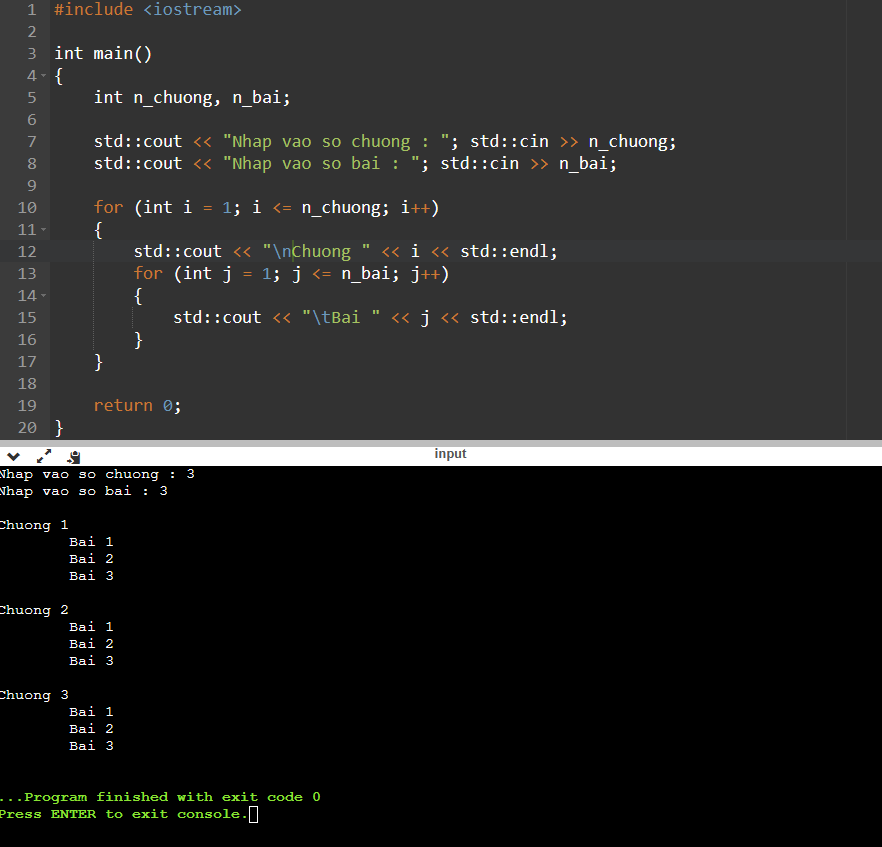 1 #include <iostream>
2
3 int main()
4 {
5     int n_chuong, n_bai;
6
7     std::cout << "Nhap vao so chuong : "; std::cin >> n_chuong;
8     std::cout << "Nhap vao so bai : "; std::cin >> n_bai;
9
10     for (int i = 1; i <= n_chuong; i++)
11     {
12         std::cout << "\nChuong " << i << std::endl;
13         for (int j = 1; j <= n_bai; j++)
14         {
15             std::cout << "\tBai " << j << std::endl;
16         }
17     }
18
19     return 0;
20 }
input
Nhap vao so chuong : 3
Nhap vao so bai : 3
Chuong 1
        Bai 1
        Bai 2
        Bai 3
Chuong 2
        Bai 1
        Bai 2
        Bai 3
Chuong 3
        Bai 1
        Bai 2
        Bai 3
...Program finished with exit code 0
Press ENTER to exit console.